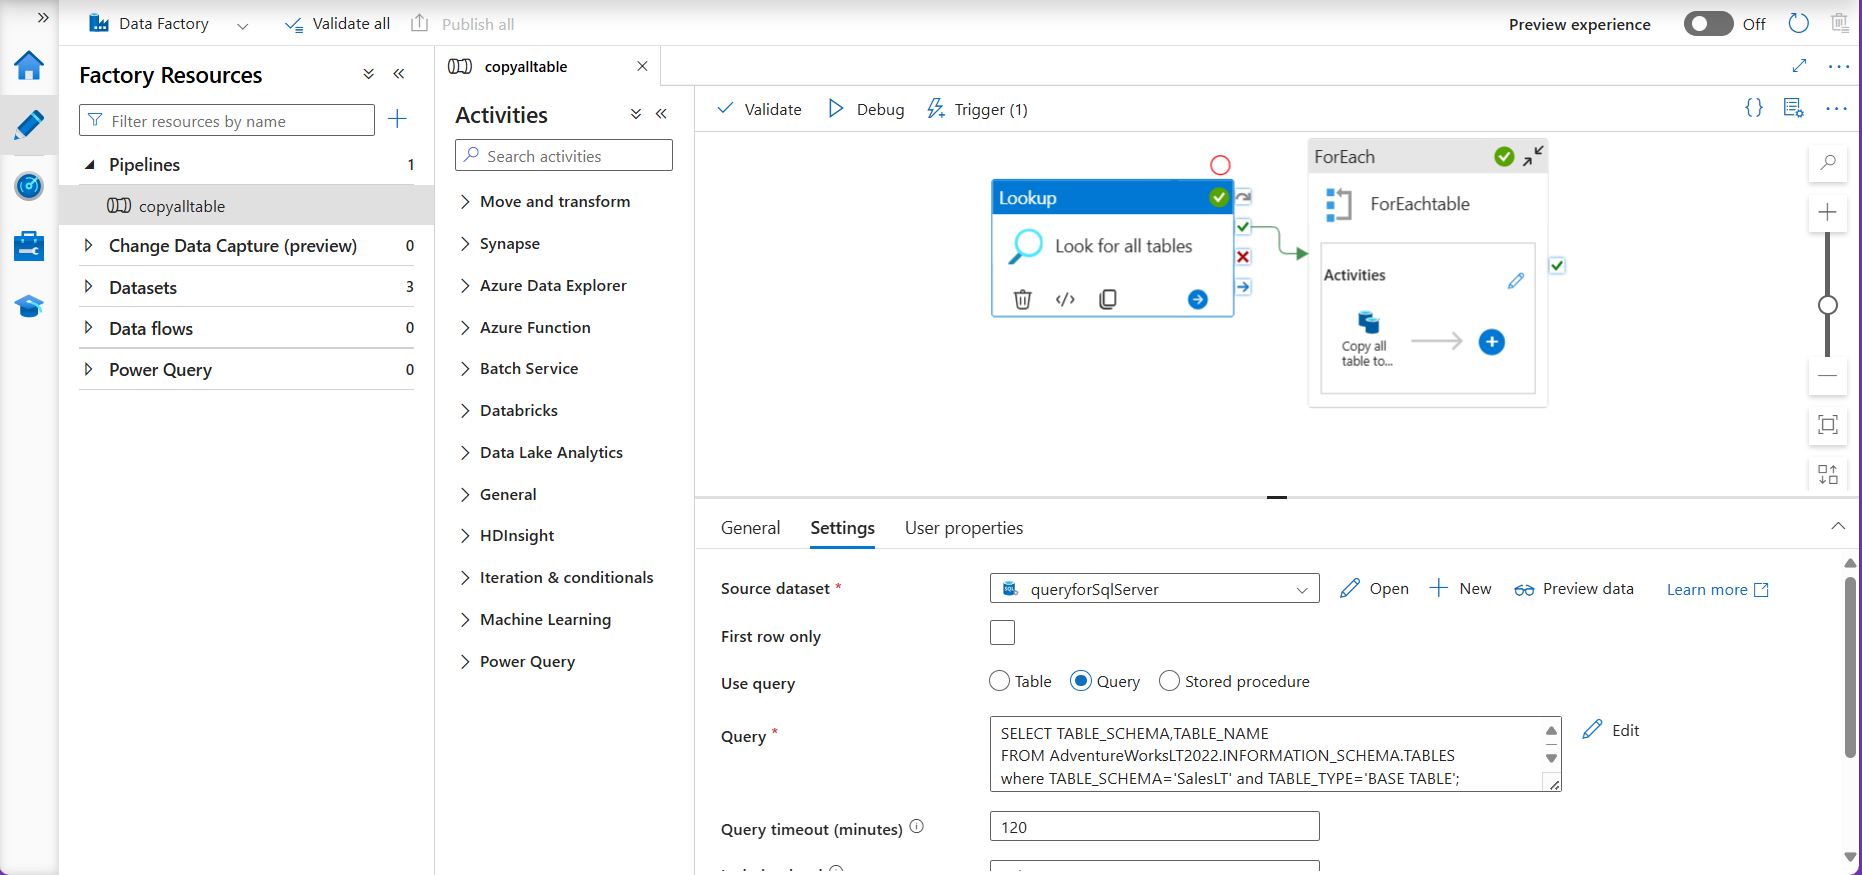 Data Factory
Validate all
Publish all
Preview experience
Off
Factory Resources
Filter resources by name
Pipelines
1
copyalltable
Change Data Capture (preview)
0
Datasets
3
Data flows
0
Power Query
0
copyalltable
Activities
Search activities
Move and transform
Synapse
Azure Data Explorer
Azure Function
Batch Service
Databricks
Data Lake Analytics
General
HDInsight
Iteration & conditionals
Machine Learning
Power Query
Validate
Debug
Trigger (1)
Lookup
Look for all tables
ForEach
ForEachtable
Activities
Copy all
table to...
General
Settings
User properties
Source dataset *
queryforSqlServer
Open
New
Preview data
Learn more
First row only
Use query
Table
Query
Stored procedure
Query *
SELECT TABLE_SCHEMA,TABLE_NAME
FROM AdventureWorksLT2022.INFORMATION_SCHEMA.TABLES
where TABLE_SCHEMA='SalesLT' and TABLE_TYPE='BASE TABLE';
Edit
Query timeout (minutes)
120